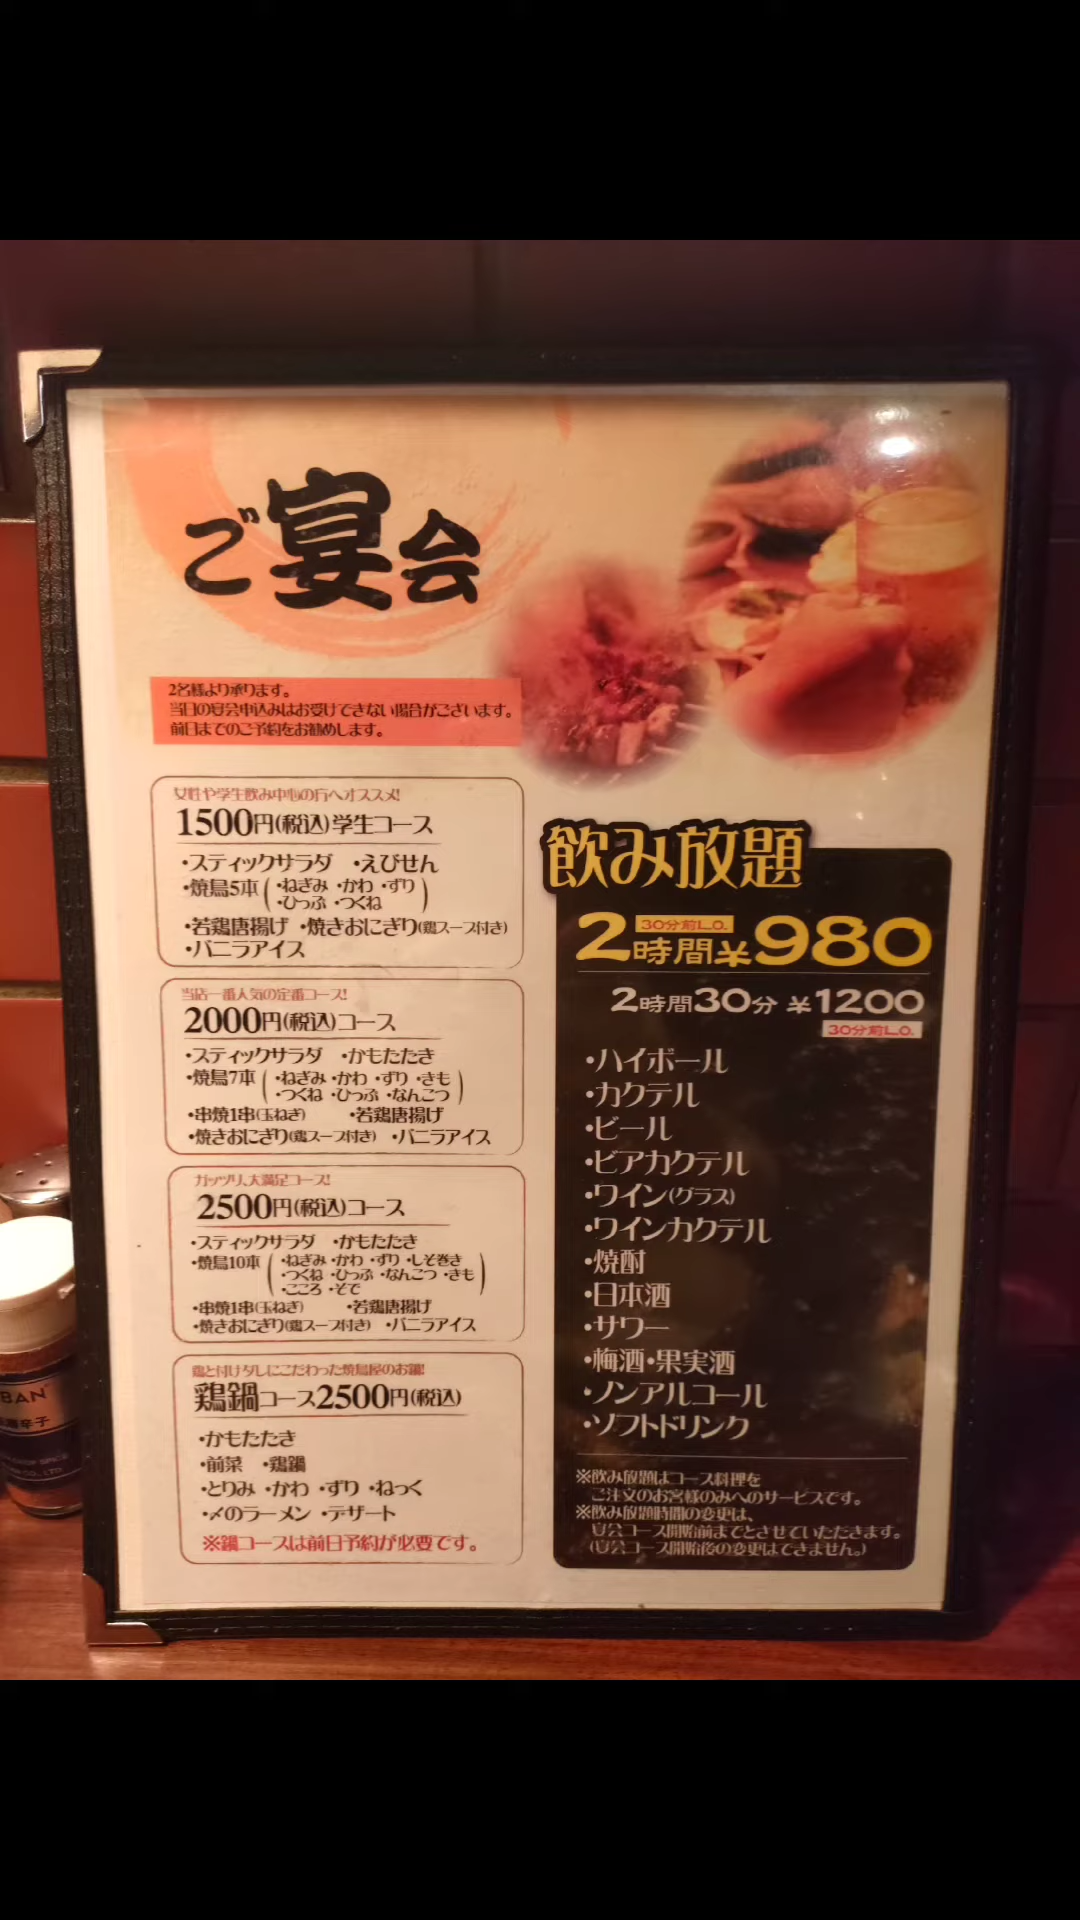 ご宴会
2名様より承ります。
当日の宴会申込みはお受けできない場合がございます。
前日までのご予約をお勧めします。
女性や学生飲み中心の方へオススメ!
1500円(税込)学生コース
・スティックサラダ ・えびせん
・焼鳥5本(・ねぎみ ・かわ ・ずり
・ひっぷ ・つくね)
・若鶏唐揚げ ・焼きおにぎり(鶏スープ付き)
・バニラアイス
当店一番人気の定番コース!
2000円(税込)コース
・スティックサラダ ・かもたたき
・焼鳥7本(・ねぎみ ・かわ ・ずり ・きも
・つくね ・ひっぷ ・なんこつ)
・串焼1串(玉ねぎ) ・若鶏唐揚げ
・焼きおにぎり(鶏スープ付き) ・バニラアイス
ガッツリ、大満足コース!
2500円(税込)コース
・スティックサラダ ・かもたたき
・焼鳥10本(・ねぎみ ・かわ ・ずり ・しそ巻き
・つくね ・ひっぷ ・なんこつ ・きも
・こころ ・そで)
・串焼1串(玉ねぎ) ・若鶏唐揚げ
・焼きおにぎり(鶏スープ付き) ・バニラアイス
鶏と付けダレにこだわった焼鳥屋のお鍋!
鶏鍋コース2500円(税込)
・かもたたき
・前菜 ・鶏鍋
・とりみ ・かわ ・ずり ・ねっく
・〆のラーメン ・デザート
※鍋コースは前日予約が必要です。
飲み放題
30分前L.O.
2時間¥980
2時間30分 ¥1200
30分前L.O.
・ハイボール
・カクテル
・ビール
・ビアカクテル
・ワイン(グラス)
・ワインカクテル
・焼酎
・日本酒
・サワー
・梅酒・果実酒
・ノンアルコール
・ソフトドリンク
※飲み放題はコース料理を
ご注文のお客様のみへのサービスです。
※飲み放題時間の変更は、
宴会コース開始前までとさせていただきます。
(宴会コース開始後の変更はできません。)
BAN
辛子